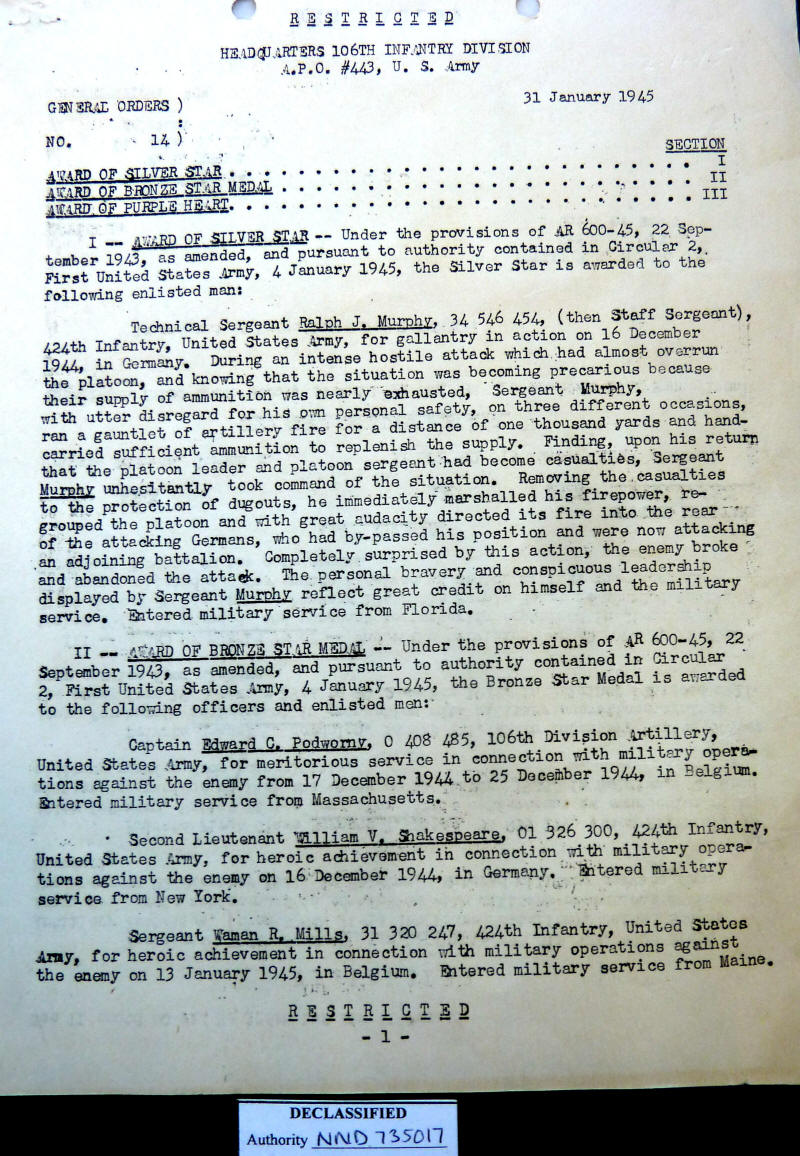 R E S T R I C T E D
HEADQUARTERS 106TH INFANTRY DIVISION
A.P.O. #443, U. S. Army
31 January 1945
GENERAL ORDERS )
:
NO. 14 )
SECTION
AWARD OF SILVER STAR. . . . . . . . . . . . . . . . . . . . . . . . . . . . . . I
AWARD OF BRONZE STAR MEDAL . . . . . . . . . . . . . . . . . . . . . . . . . . II
AWARD OF PURPLE HEART. . . . . . . . . . . . . . . . . . . . . . . . . . . . . III
I -- AWARD OF SILVER STAR -- Under the provisions of AR 600-45, 22 Sep-
tember 1943, as amended, and pursuant to authority contained in Circular 2,
First United States Army, 4 January 1945, the Silver Star is awarded to the
following enlisted man:
Technical Sergeant Ralph J. Murphy, 34 546 454, (then Staff Sergeant),
424th Infantry, United States Army, for gallantry in action on 16 December
1944, in Germany. During an intense hostile attack which had almost overrun
the platoon, and knowing that the situation was becoming precarious because
their supply of ammunition was nearly exhausted, Sergeant Murphy,
with utter disregard for his own personal safety, on three different occasions,
ran a gauntlet of artillery fire for a distance of one thousand yards and hand-
carried sufficient ammunition to replenish the supply. Finding, upon his return
that the platoon leader and platoon sergeant had become casualties, Sergeant
Murphy unhesitantly took command of the situation. Removing the casualties
to the protection of dugouts, he immediately marshalled his firepower, re-
grouped the platoon and with great audacity directed its fire into the rear
of the attacking Germans, who had by-passed his position and were now attacking
an adjoining battalion. Completely surprised by this action, the enemy broke
and abandoned the attack. The personal bravery and conspicuous leadership
displayed by Sergeant Murphy reflect great credit on himself and the military
service. Entered military service from Florida.
II -- AWARD OF BRONZE STAR MEDAL -- Under the provisions of AR 600-45, 22
September 1943, as amended, and pursuant to authority contained in Circular
2, First United States Army, 4 January 1945, the Bronze Star Medal is awarded
to the following officers and enlisted men:
Captain Edward C. Podworny, O 408 485, 106th Division Artillery,
United States Army, for meritorious service in connection with military opera-
tions against the enemy from 17 December 1944 to 25 December 1944, in Belgium.
Entered military service from Massachusetts.
Second Lieutenant William V. Shakespeare, O1 326 300, 424th Infantry,
United States Army, for heroic achievement in connection with military opera-
tions against the enemy on 16 December 1944, in Germany. Entered military
service from New York.
Sergeant Waman R. Mills, 31 320 247, 424th Infantry, United States
Army, for heroic achievement in connection with military operations against
the enemy on 13 January 1945, in Belgium. Entered military service from Maine.
R E S T R I C T E D
- 1 -
DECLASSIFIED
Authority NND 735017